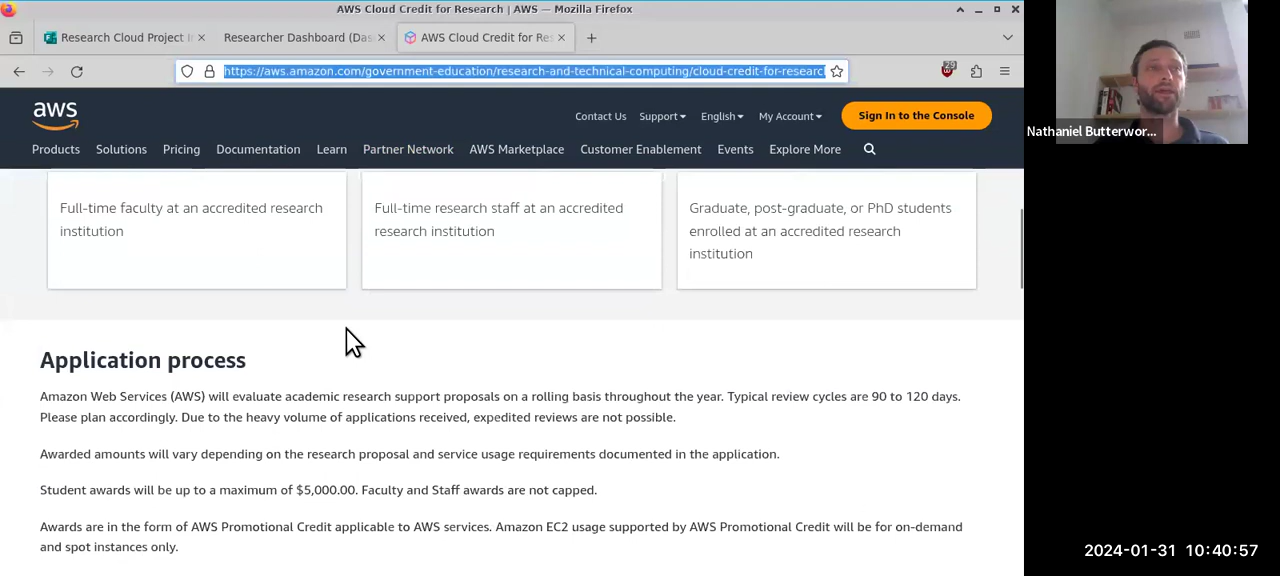 AWS Cloud Credit for Research | AWS — Mozilla Firefox
Research Cloud Project I
Researcher Dashboard (Das
AWS Cloud Credit for Res
https://aws.amazon.com/government-education/research-and-technical-computing/cloud-credit-for-research
29
aws
Contact Us Support English My Account Sign In to the Console
Products Solutions Pricing Documentation Learn Partner Network AWS Marketplace Customer Enablement Events Explore More
Full-time faculty at an accredited research
institution
Full-time research staff at an accredited
research institution
Graduate, post-graduate, or PhD students
enrolled at an accredited research
institution
Application process
Amazon Web Services (AWS) will evaluate academic research support proposals on a rolling basis throughout the year. Typical review cycles are 90 to 120 days.
Please plan accordingly. Due to the heavy volume of applications received, expedited reviews are not possible.
Awarded amounts will vary depending on the research proposal and service usage requirements documented in the application.
Student awards will be up to a maximum of $5,000.00. Faculty and Staff awards are not capped.
Awards are in the form of AWS Promotional Credit applicable to AWS services. Amazon EC2 usage supported by AWS Promotional Credit will be for on-demand
and spot instances only.
Nathaniel Butterwor...
2024-01-31 10:40:57